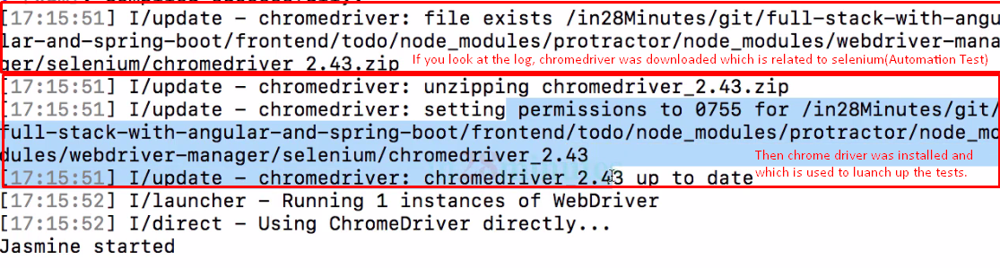 [17:15:51] I/update - chromedriver: file exists /in28Minutes/git/full-stack-with-angu
lar-and-spring-boot/frontend/todo/node_modules/protractor/node_modules/webdriver-mana
ger/selenium/chromedriver_2.43.zip
If you look at the log, chromedriver was downloaded which is related to selenium(Automation Test)
[17:15:51] I/update - chromedriver: unzipping chromedriver_2.43.zip
[17:15:51] I/update - chromedriver: setting permissions to 0755 for /in28Minutes/git/
full-stack-with-angular-and-spring-boot/frontend/todo/node_modules/protractor/node_mo
dules/webdriver-manager/selenium/chromedriver_2.43
Then chrome driver was installed and
which is used to luanch up the tests.
[17:15:51] I/update - chromedriver: chromedriver_2.43 up to date
[17:15:52] I/launcher - Running 1 instances of WebDriver
[17:15:52] I/direct - Using ChromeDriver directly...
Jasmine started